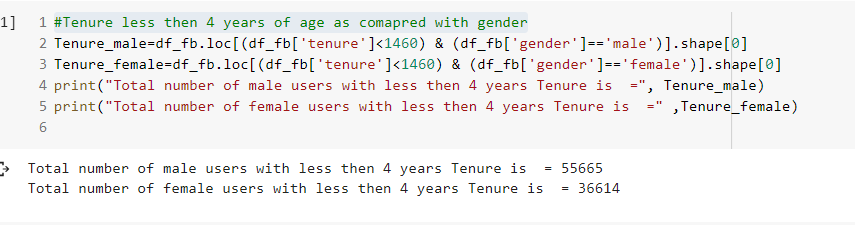 1] 1 #Tenure less then 4 years of age as comapred with gender
2 Tenure_male=df_fb.loc[(df_fb['tenure']<1460) & (df_fb['gender']=='male')].shape[0]
3 Tenure_female=df_fb.loc[(df_fb['tenure']<1460) & (df_fb['gender']=='female')].shape[0]
4 print("Total number of male users with less then 4 years Tenure is  =", Tenure_male)
5 print("Total number of female users with less then 4 years Tenure is  =" ,Tenure_female)
6
Total number of male users with less then 4 years Tenure is  = 55665
Total number of female users with less then 4 years Tenure is  = 36614